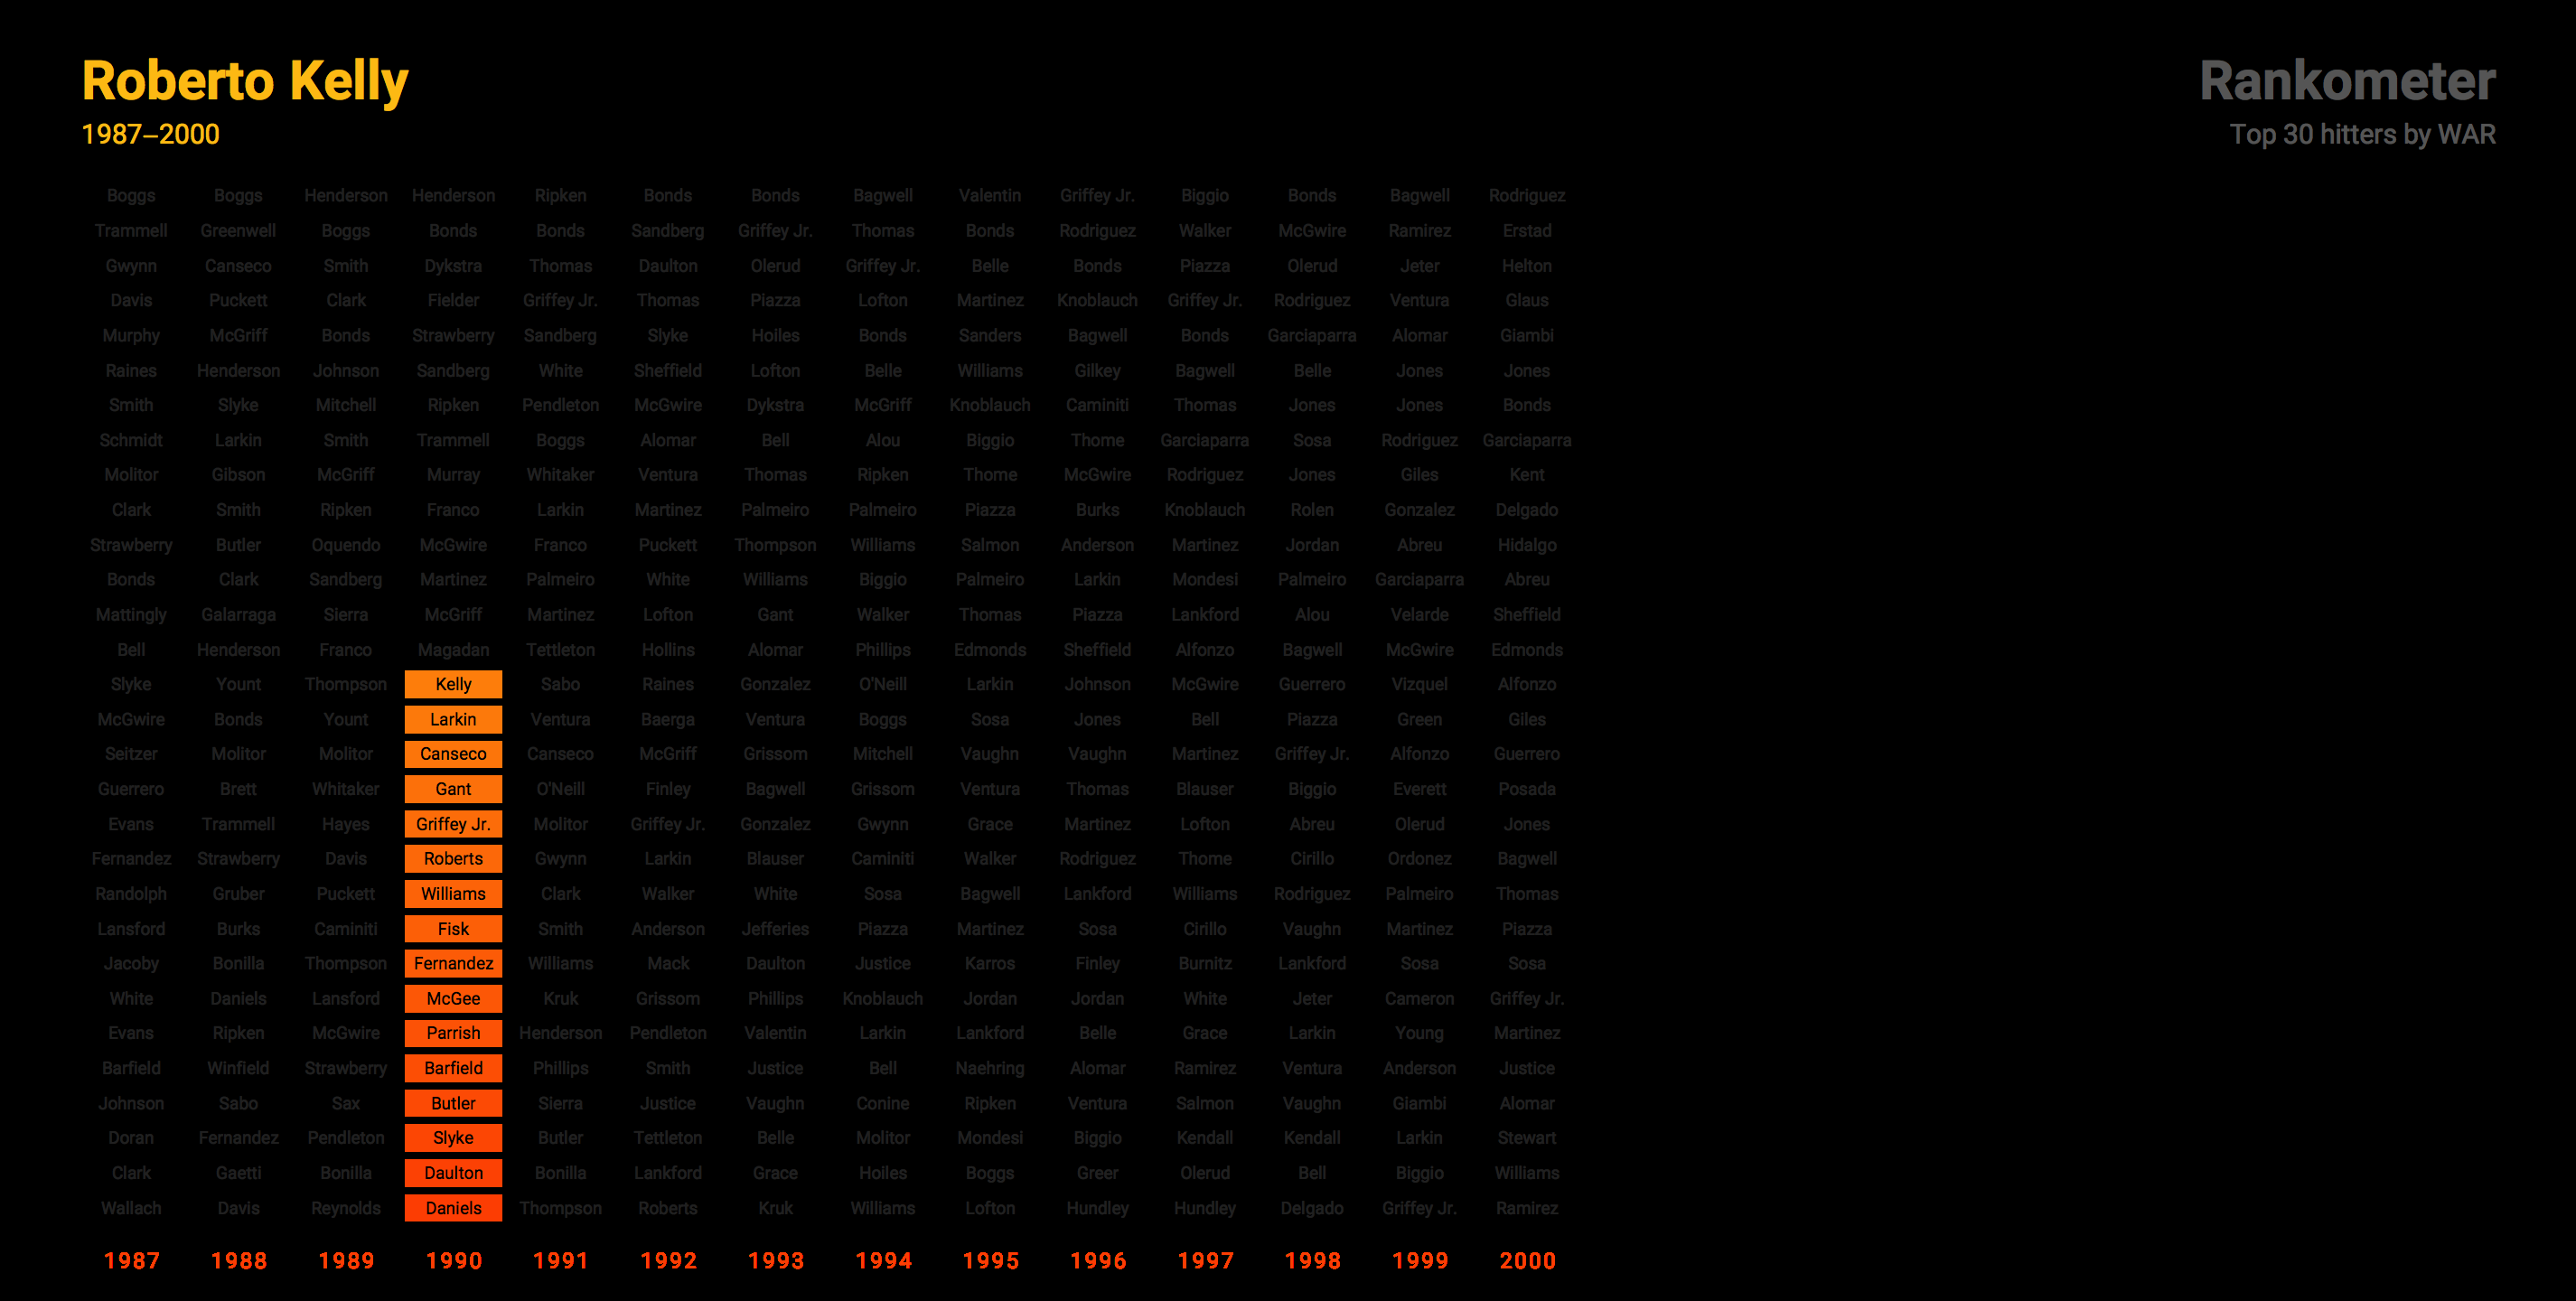 Roberto Kelly
1987–2000
Rankometer
Top 30 hitters by WAR
Boggs Boggs Henderson Henderson Ripken Bonds Bonds Bagwell Valentin Griffey Jr. Biggio Bonds Bagwell Rodriguez
Trammell Greenwell Boggs Bonds Bonds Sandberg Griffey Jr. Thomas Bonds Rodriguez Walker McGwire Ramirez Erstad
Gwynn Canseco Smith Dykstra Thomas Daulton Olerud Griffey Jr. Belle Bonds Piazza Olerud Jeter Helton
Davis Puckett Clark Fielder Griffey Jr. Thomas Piazza Lofton Martinez Knoblauch Griffey Jr. Rodriguez Ventura Glaus
Murphy McGriff Bonds Strawberry Sandberg Slyke Hoiles Bonds Sanders Bagwell Bonds Garciaparra Alomar Giambi
Raines Henderson Johnson Sandberg White Sheffield Lofton Belle Williams Gilkey Bagwell Belle Jones Jones
Smith Slyke Mitchell Ripken Pendleton McGwire Dykstra McGriff Knoblauch Caminiti Thomas Jones Jones Bonds
Schmidt Larkin Smith Trammell Boggs Alomar Bell Alou Biggio Thome Garciaparra Sosa Rodriguez Garciaparra
Molitor Gibson McGriff Murray Whitaker Ventura Thomas Ripken Thome McGwire Rodriguez Jones Giles Kent
Clark Smith Ripken Franco Larkin Martinez Palmeiro Palmeiro Piazza Burks Knoblauch Rolen Gonzalez Delgado
Strawberry Butler Oquendo McGwire Franco Puckett Thompson Williams Salmon Anderson Martinez Jordan Abreu Hidalgo
Bonds Clark Sandberg Martinez Palmeiro White Williams Biggio Palmeiro Larkin Mondesi Palmeiro Garciaparra Abreu
Mattingly Galarraga Sierra McGriff Martinez Lofton Gant Walker Thomas Piazza Lankford Alou Velarde Sheffield
Bell Henderson Franco Magadan Tettleton Hollins Alomar Phillips Edmonds Sheffield Alfonzo Bagwell McGwire Edmonds
Slyke Yount Thompson Kelly Sabo Raines Gonzalez O'Neill Larkin Johnson McGwire Guerrero Vizquel Alfonzo
McGwire Bonds Yount Larkin Ventura Baerga Ventura Boggs Sosa Jones Bell Piazza Green Giles
Seitzer Molitor Molitor Canseco Canseco McGriff Grissom Mitchell Vaughn Vaughn Martinez Griffey Jr. Alfonzo Guerrero
Guerrero Brett Whitaker Gant O'Neill Finley Bagwell Grissom Ventura Thomas Blauser Biggio Everett Posada
Evans Trammell Hayes Griffey Jr. Molitor Griffey Jr. Gonzalez Gwynn Grace Martinez Lofton Abreu Olerud Jones
Fernandez Strawberry Davis Roberts Gwynn Larkin Blauser Caminiti Walker Rodriguez Thome Cirillo Ordonez Bagwell
Randolph Gruber Puckett Williams Clark Walker White Sosa Bagwell Lankford Williams Rodriguez Palmeiro Thomas
Lansford Burks Caminiti Fisk Smith Anderson Jefferies Piazza Martinez Sosa Cirillo Vaughn Martinez Piazza
Jacoby Bonilla Thompson Fernandez Williams Mack Daulton Justice Karros Finley Burnitz Lankford Sosa Sosa
White Daniels Lansford McGee Kruk Grissom Phillips Knoblauch Jordan Jordan White Jeter Cameron Griffey Jr.
Evans Ripken McGwire Parrish Henderson Pendleton Valentin Larkin Lankford Belle Grace Larkin Young Martinez
Barfield Winfield Strawberry Barfield Phillips Smith Justice Bell Naehring Alomar Ramirez Ventura Anderson Justice
Johnson Sabo Sax Butler Sierra Justice Vaughn Conine Ripken Ventura Salmon Vaughn Giambi Alomar
Doran Fernandez Pendleton Slyke Butler Tettleton Belle Molitor Mondesi Biggio Kendall Kendall Larkin Stewart
Clark Gaetti Bonilla Daulton Bonilla Lankford Grace Hoiles Boggs Greer Olerud Bell Biggio Williams
Wallach Davis Reynolds Daniels Thompson Roberts Kruk Williams Lofton Hundley Hundley Delgado Griffey Jr. Ramirez
1987 1988 1989 1990 1991 1992 1993 1994 1995 1996 1997 1998 1999 2000